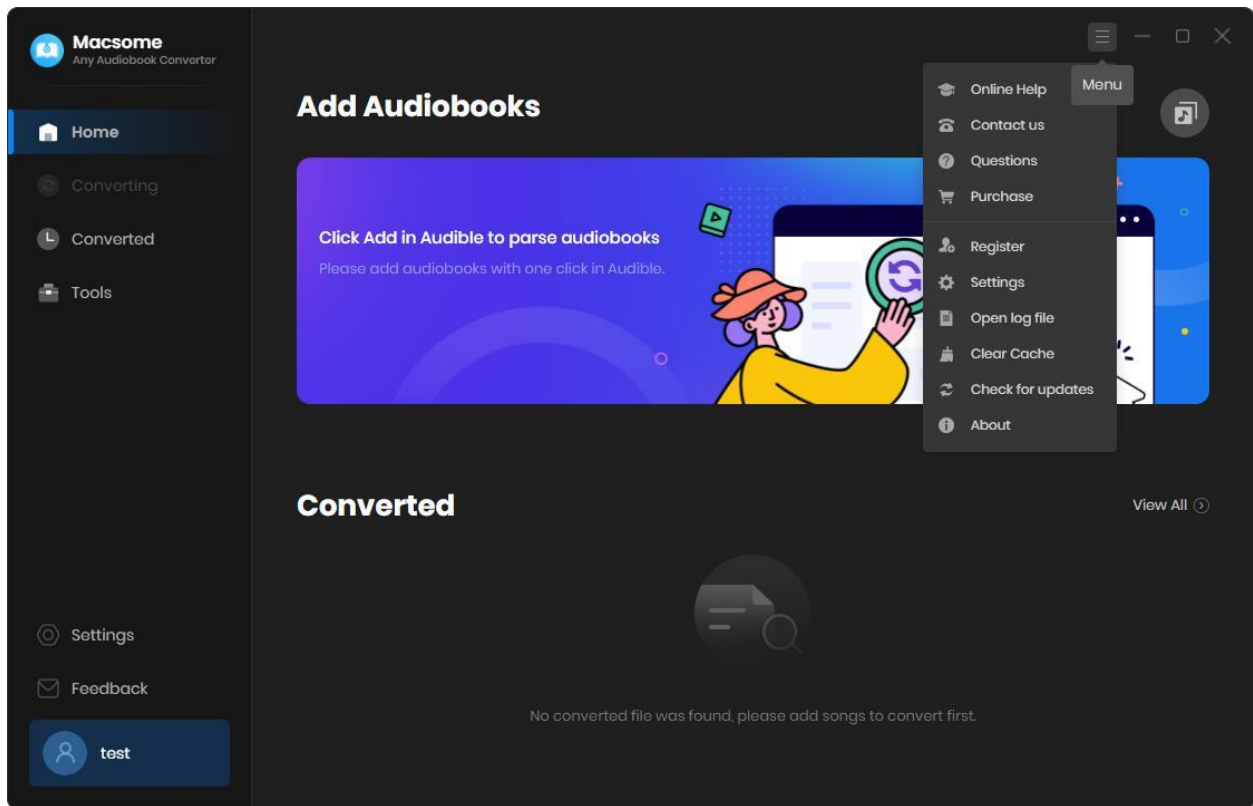 Macsome
Any Audiobook Converter
Home
Converting
Converted
Tools
Settings
Feedback
test
Add Audiobooks
Click Add in Audible to parse audiobooks
Please add audiobooks with one click in Audible.
Menu
Online Help
Contact us
Questions
Purchase
Register
Settings
Open log file
Clear Cache
Check for updates
About
Converted
View All
No converted file was found, please add songs to convert first.